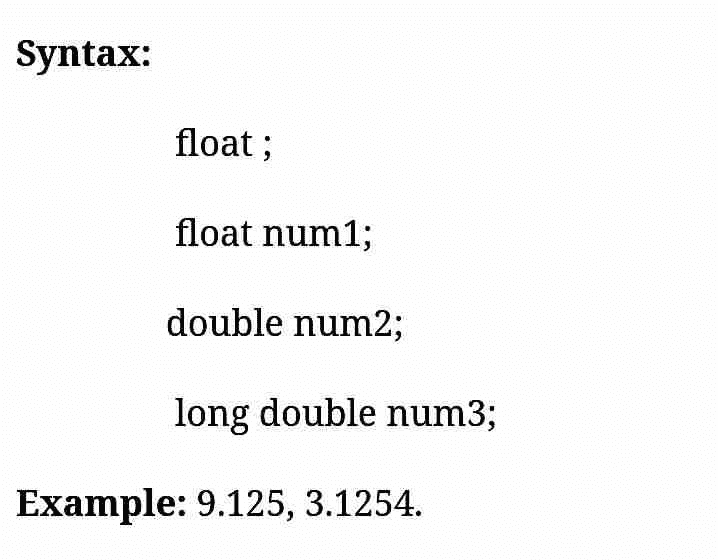 Syntax:
float ;
float num1;
double num2;
long double num3;
Example: 9.125, 3.1254.